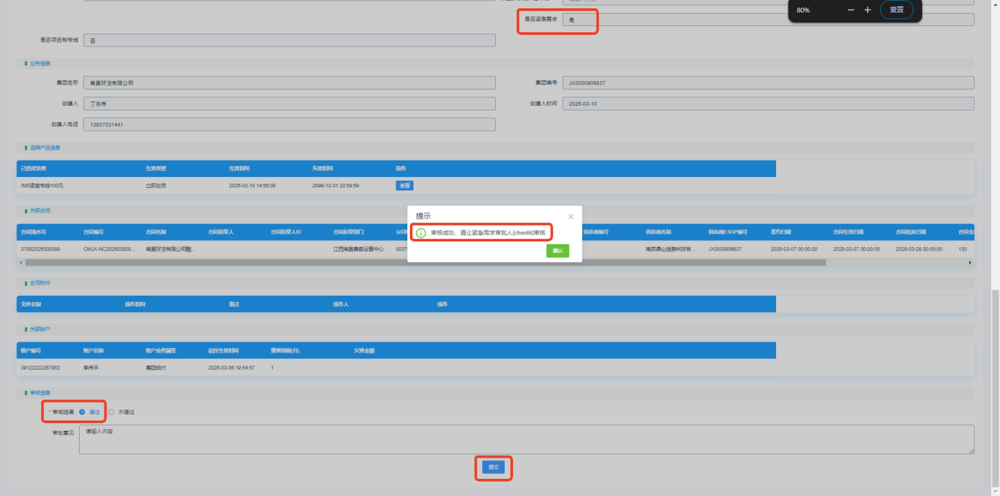 80% － ＋ 重置
是否紧急需求 是
是否项目制专线 否
业务信息
集团名称 南昌好凉有限公司 集团编号 JX0000906837
创建人 丁志伟 创建人时间 2025-03-10
创建人电话 13807031441
选择产品信息
已选择资费 生效类型 生效时间 失效时间 操作
IMS语音专线100元 立即生效 2025-03-10 14:55:08 2099-12-31 23:59:59 查看
提示
审核成功，请让紧急需求审批人[chenlili]审核
确认
关联合同
合同流水号 合同编号 合同名称 合同起草人 合同起草人ID 合同起草部门 供应商编号 供应商名称 供应商ESOP编号 签约日期 合同生效日期 合同结束日期
37882025000089 CMJX-NC202503008... 南昌好凉有限公司融... 江西南昌集客运营中心 0037 南京鼎山信息科技有... JX0000906837 2025-03-07 00:00:00 2025-03-07 00:00:00 2025-03-28 00:00:00 130
合同附件
文件名称 操作时间 备注 操作人 操作
关联账户
账户编号 账户名称 账户业务属性 信控生效时间 缴费周期(月) 欠费金额
39122222267852 李伟平 集团统付 2025-03-06 19:54:57 1
审核信息
* 审核结果 通过 不通过
审批意见 请输入内容
提交